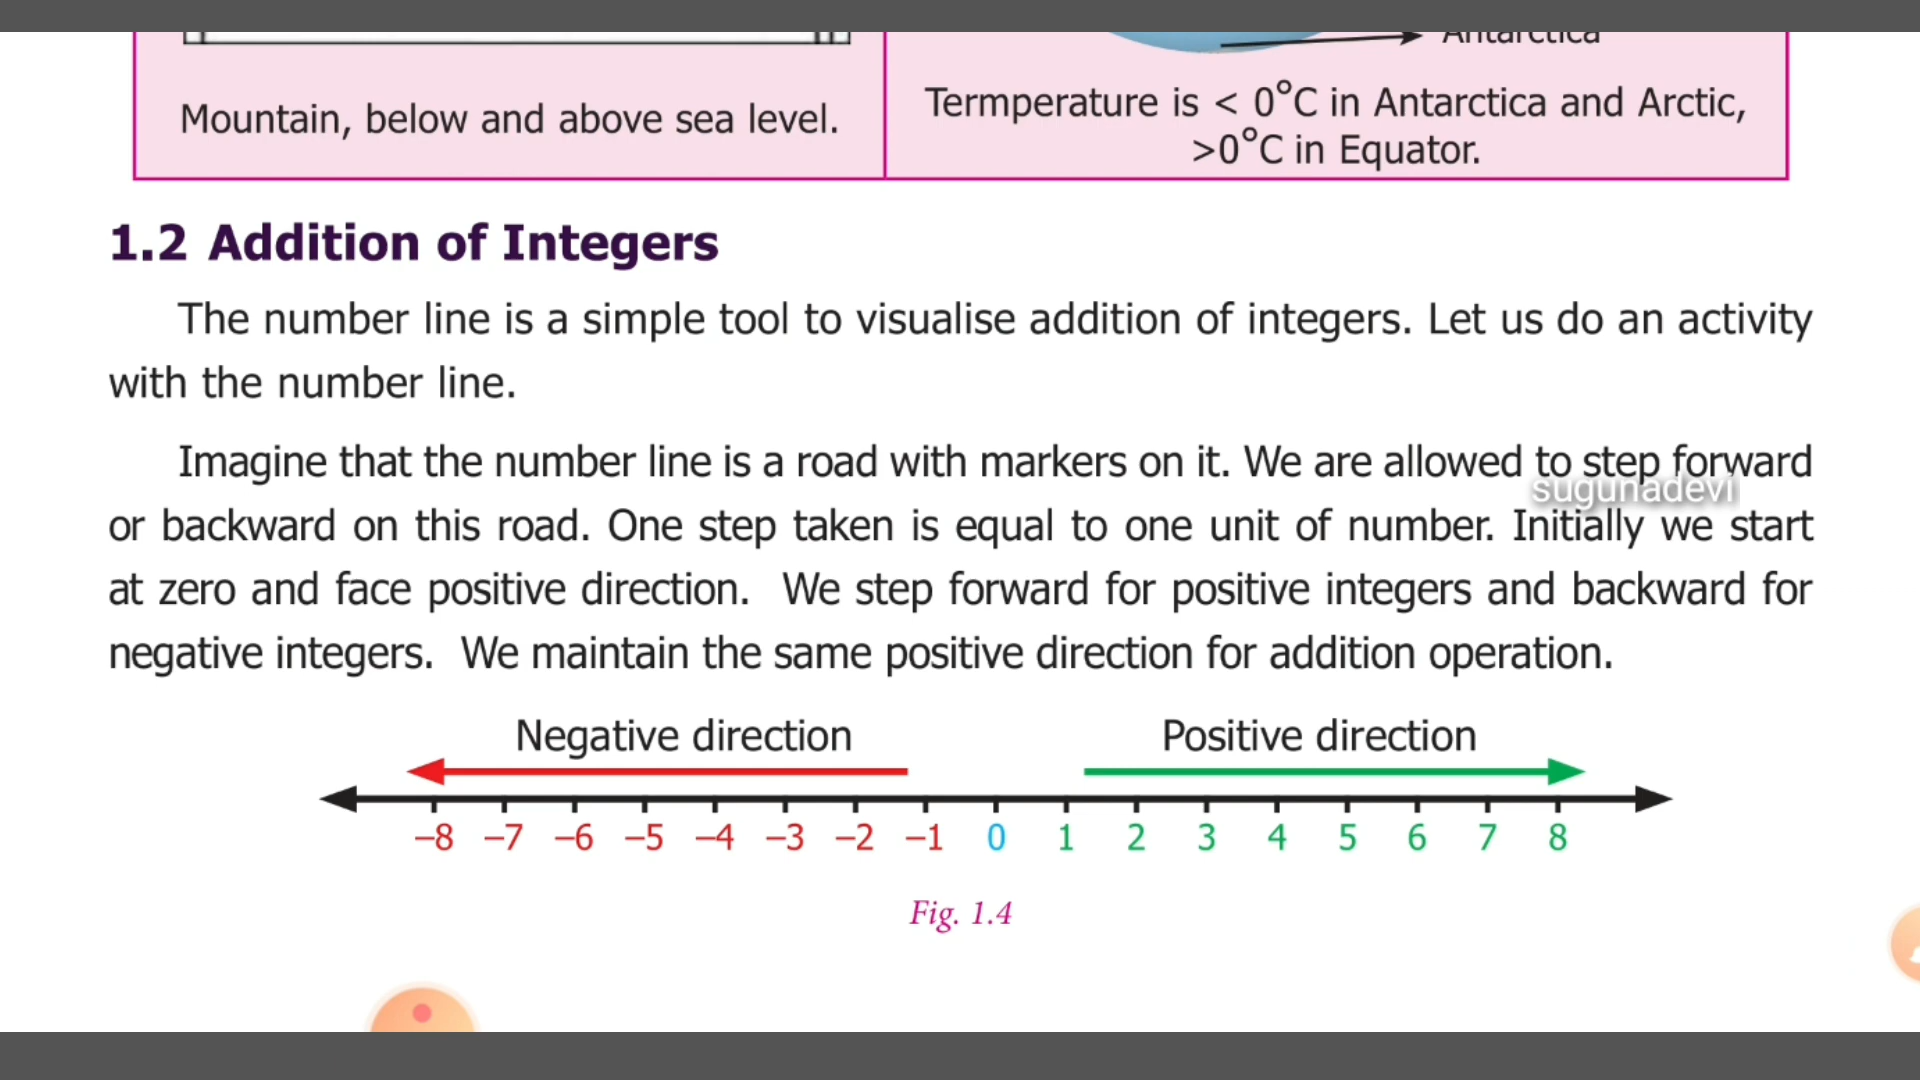 Antarctica
Mountain, below and above sea level.
Termperature is < 0°C in Antarctica and Arctic,
>0°C in Equator.
1.2 Addition of Integers
The number line is a simple tool to visualise addition of integers. Let us do an activity
with the number line.
Imagine that the number line is a road with markers on it. We are allowed to step forward
sugunadevi
or backward on this road. One step taken is equal to one unit of number. Initially we start
at zero and face positive direction. We step forward for positive integers and backward for
negative integers. We maintain the same positive direction for addition operation.
Negative direction Positive direction
–8 –7 –6 –5 –4 –3 –2 –1 0 1 2 3 4 5 6 7 8
Fig. 1.4